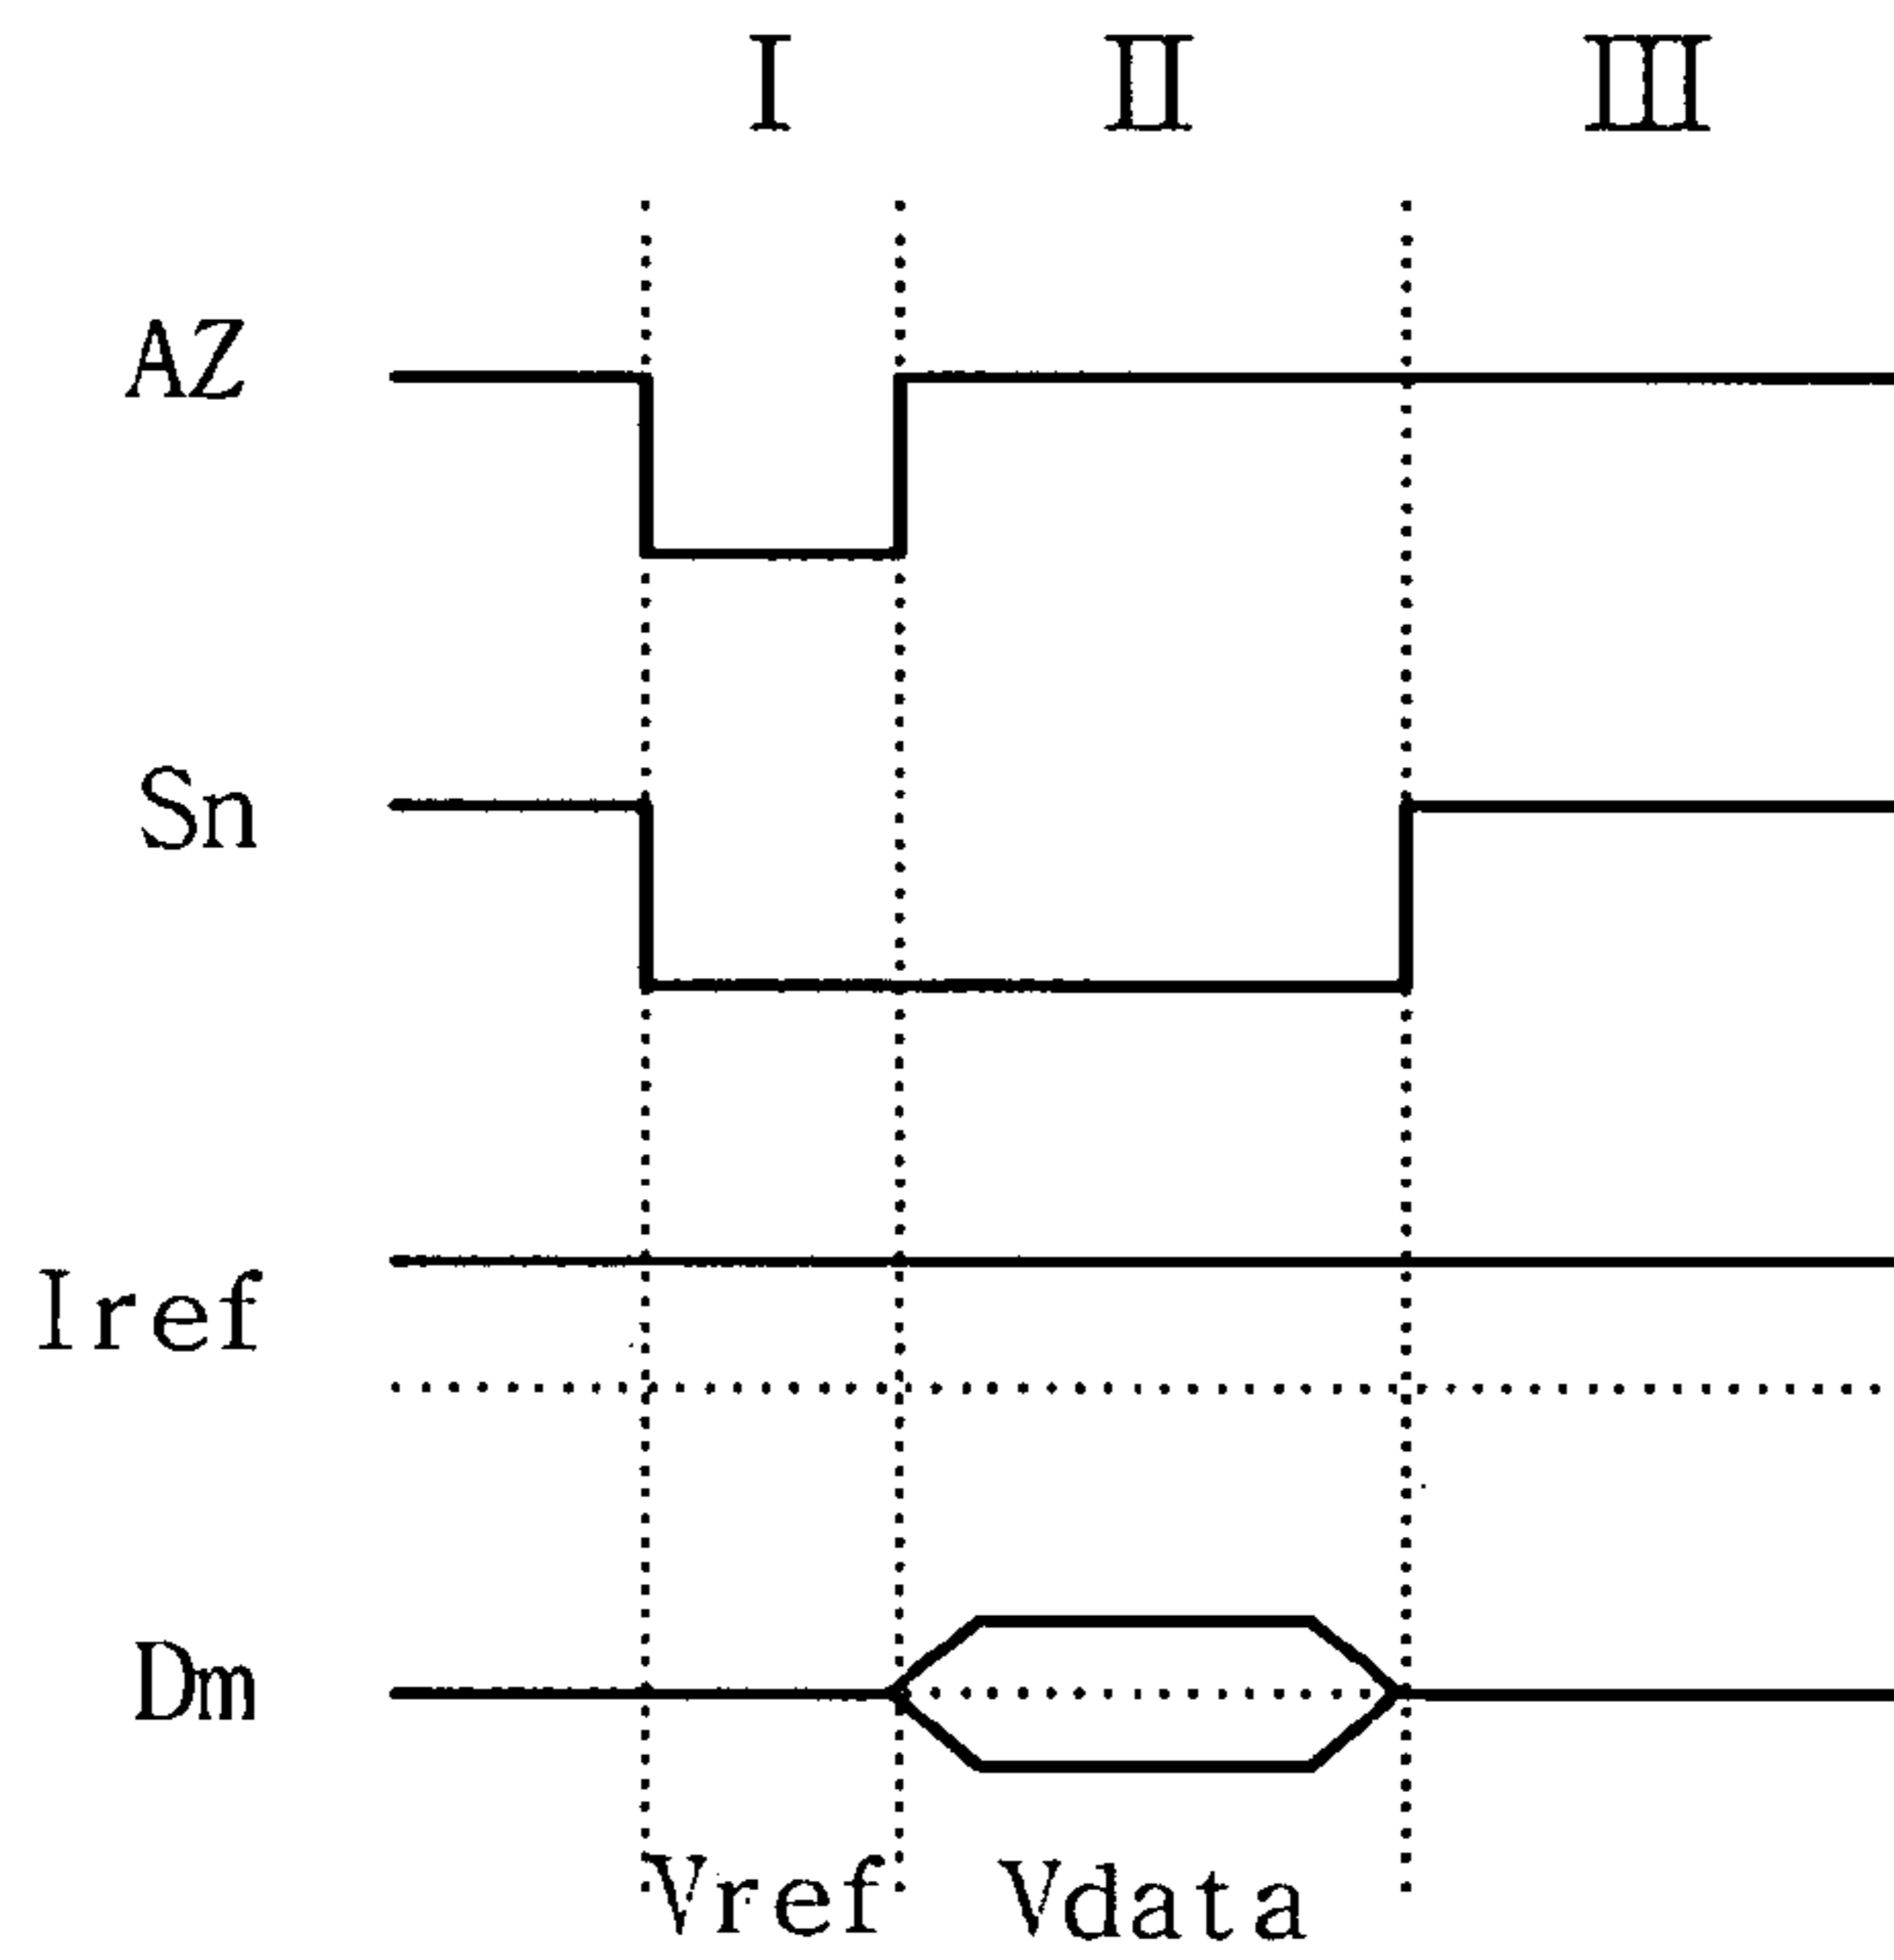 I II III
AZ
Sn
Iref
Dm
Vref Vdata